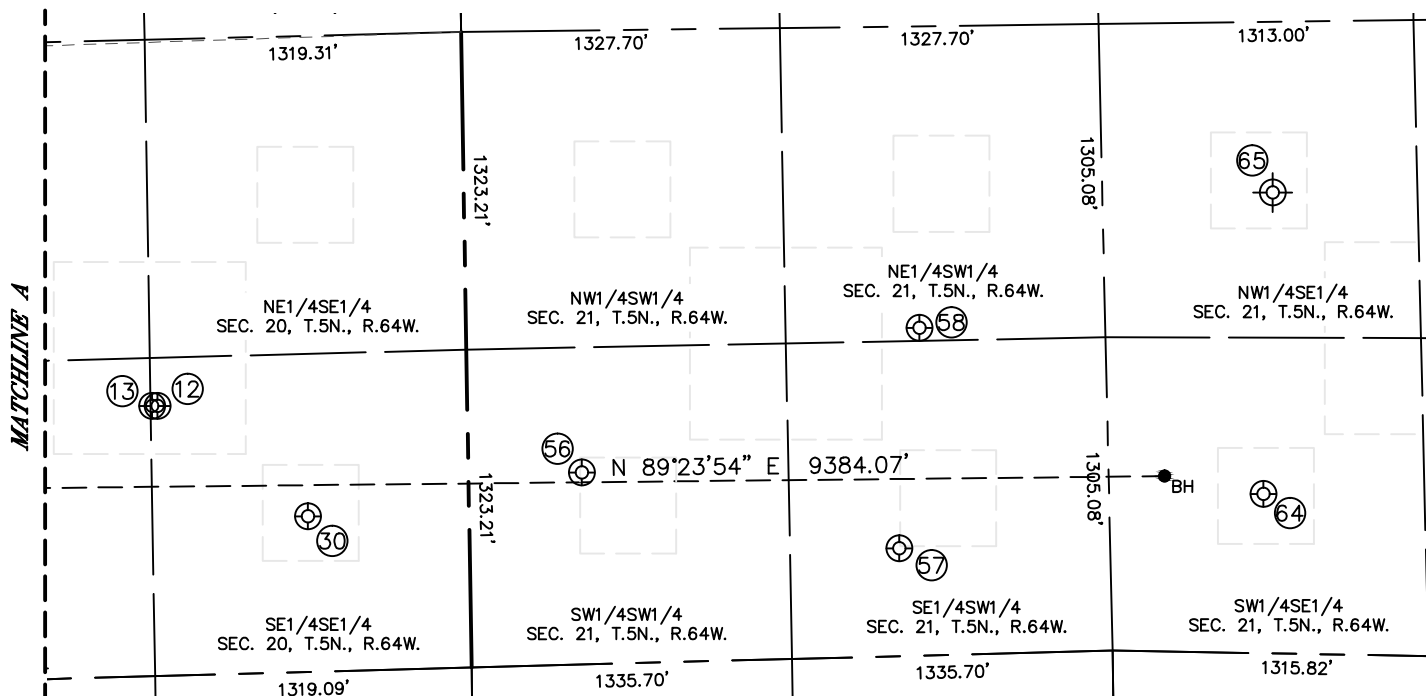 1319.31'
1327.70'
1327.70'
1313.00'
1323.21'
1305.08'
65
MATCHLINE A
NE1/4SE1/4
SEC. 20, T.5N., R.64W.
NW1/4SW1/4
SEC. 21, T.5N., R.64W.
NE1/4SW1/4
SEC. 21, T.5N., R.64W.
58
NW1/4SE1/4
SEC. 21, T.5N., R.64W.
13
12
56
N 89°23'54" E 9384.07'
1323.21'
1305.08'
BH
30
57
64
SE1/4SE1/4
SEC. 20, T.5N., R.64W.
SW1/4SW1/4
SEC. 21, T.5N., R.64W.
SE1/4SW1/4
SEC. 21, T.5N., R.64W.
SW1/4SE1/4
SEC. 21, T.5N., R.64W.
1319.09'
1335.70'
1335.70'
1315.82'